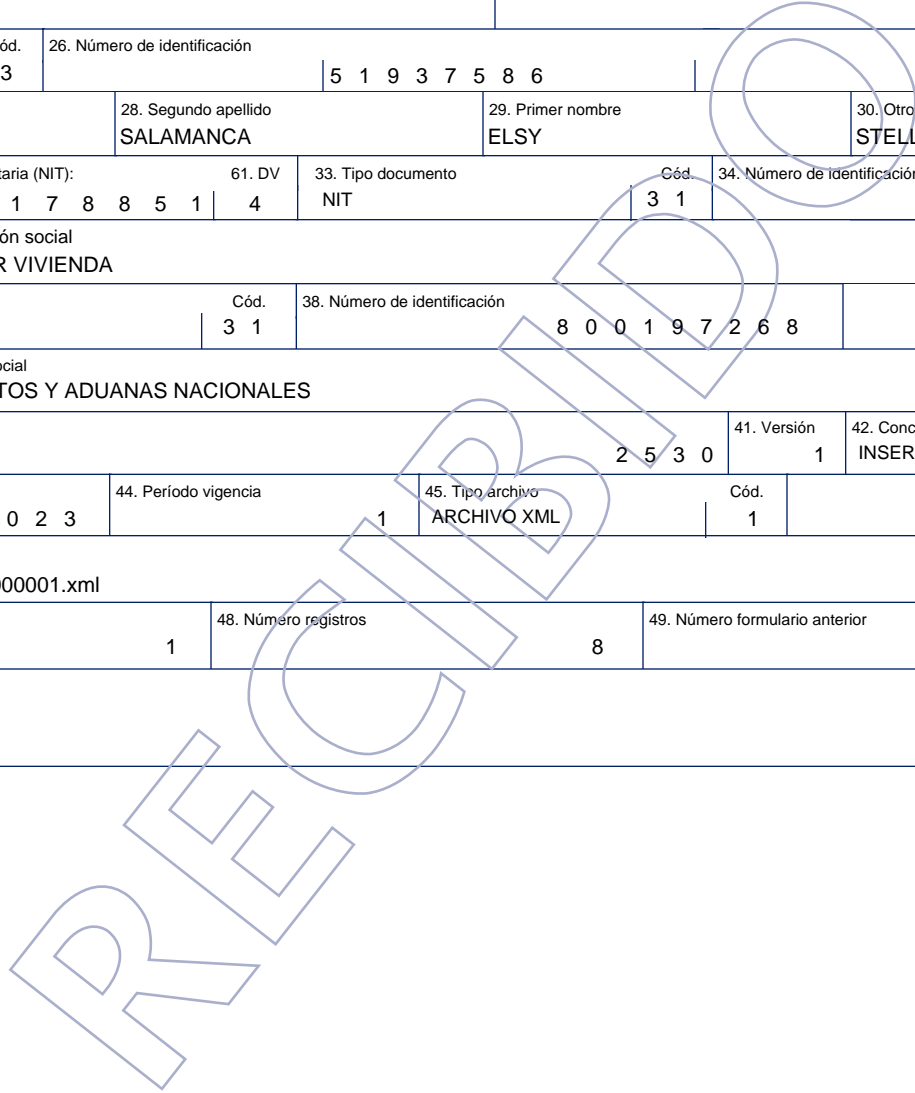 ód. 26. Número de identificación
3 5 1 9 3 7 5 8 6
28. Segundo apellido 29. Primer nombre 30. Otro
SALAMANCA ELSY STELL
taria (NIT): 61. DV 33. Tipo documento Cód. 34. Número de identificación
1 7 8 8 5 1 4 NIT 3 1
ón social
R VIVIENDA
Cód. 38. Número de identificación
3 1 8 0 0 1 9 7 2 6 8
ocial
TOS Y ADUANAS NACIONALES
41. Versión 42. Conc
2 5 3 0 1 INSER
44. Período vigencia 45. Tipo archivo Cód.
0 2 3 1 ARCHIVO XML 1
000001.xml
48. Número registros 49. Número formulario anterior
1 8
RECIBIDO